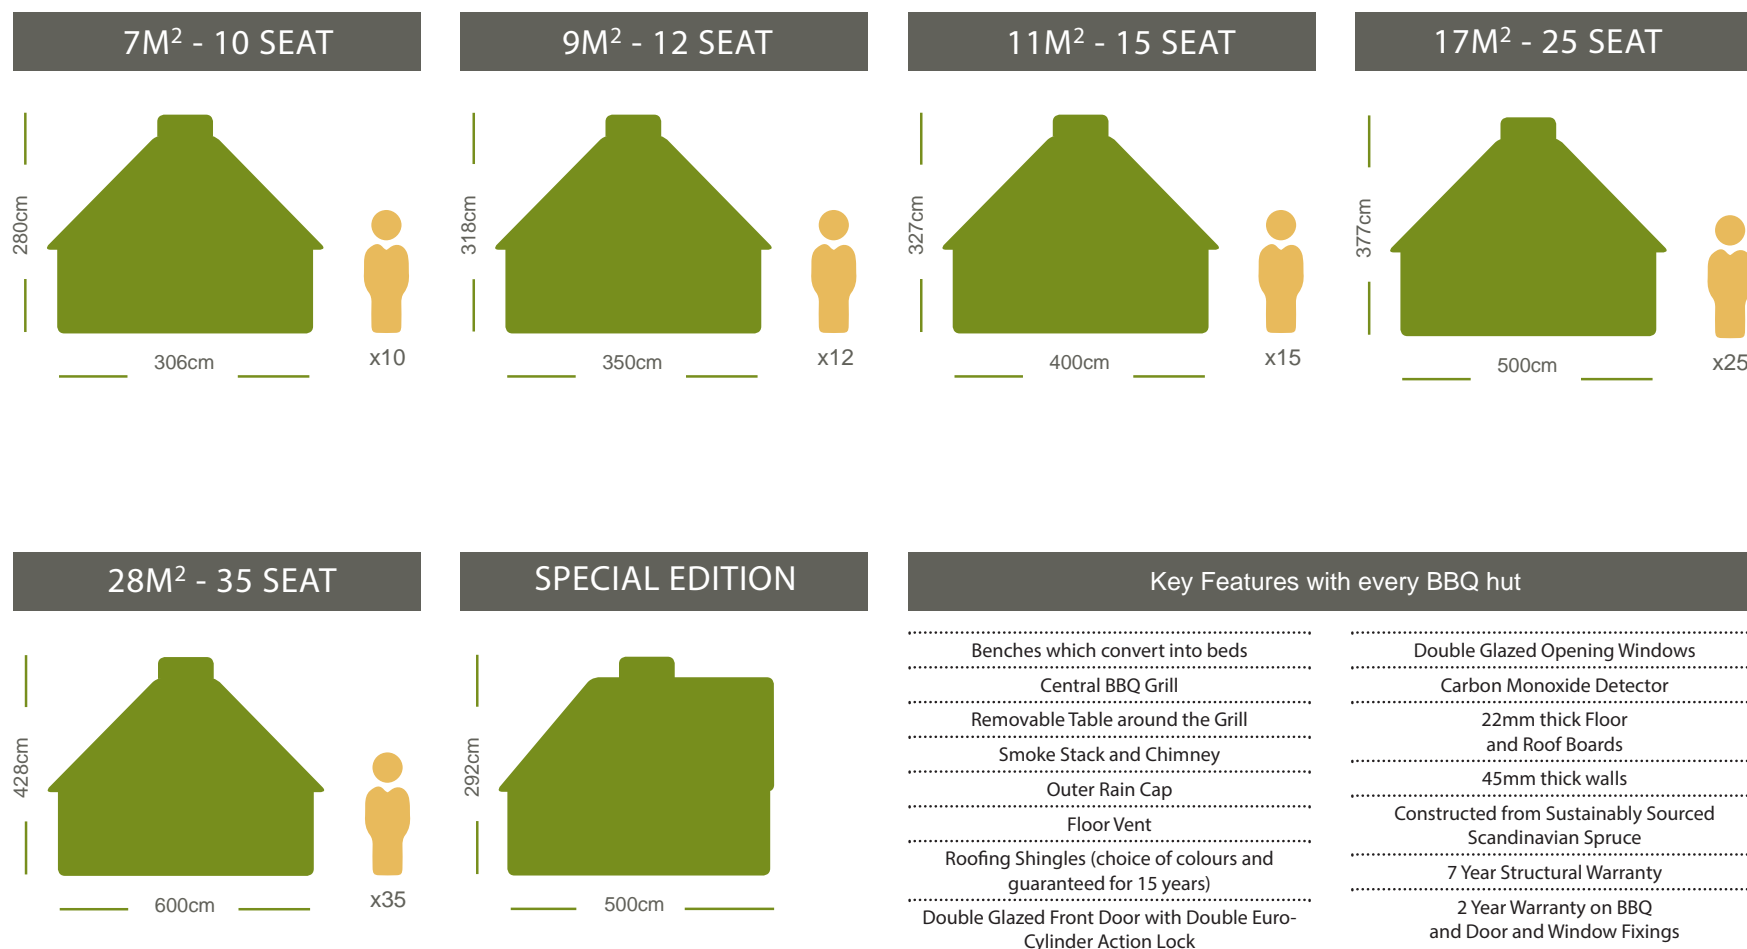 7M² - 10 SEAT
280cm
306cm
x10
9M² - 12 SEAT
318cm
350cm
x12
11M² - 15 SEAT
327cm
400cm
x15
17M² - 25 SEAT
377cm
500cm
x25
28M² - 35 SEAT
428cm
600cm
x35
SPECIAL EDITION
292cm
500cm
Key Features with every BBQ hut
Benches which convert into beds
Central BBQ Grill
Removable Table around the Grill
Smoke Stack and Chimney
Outer Rain Cap
Floor Vent
Roofing Shingles (choice of colours and
guaranteed for 15 years)
Double Glazed Front Door with Double Euro-
Cylinder Action Lock
Double Glazed Opening Windows
Carbon Monoxide Detector
22mm thick Floor
and Roof Boards
45mm thick walls
Constructed from Sustainably Sourced
Scandinavian Spruce
7 Year Structural Warranty
2 Year Warranty on BBQ
and Door and Window Fixings